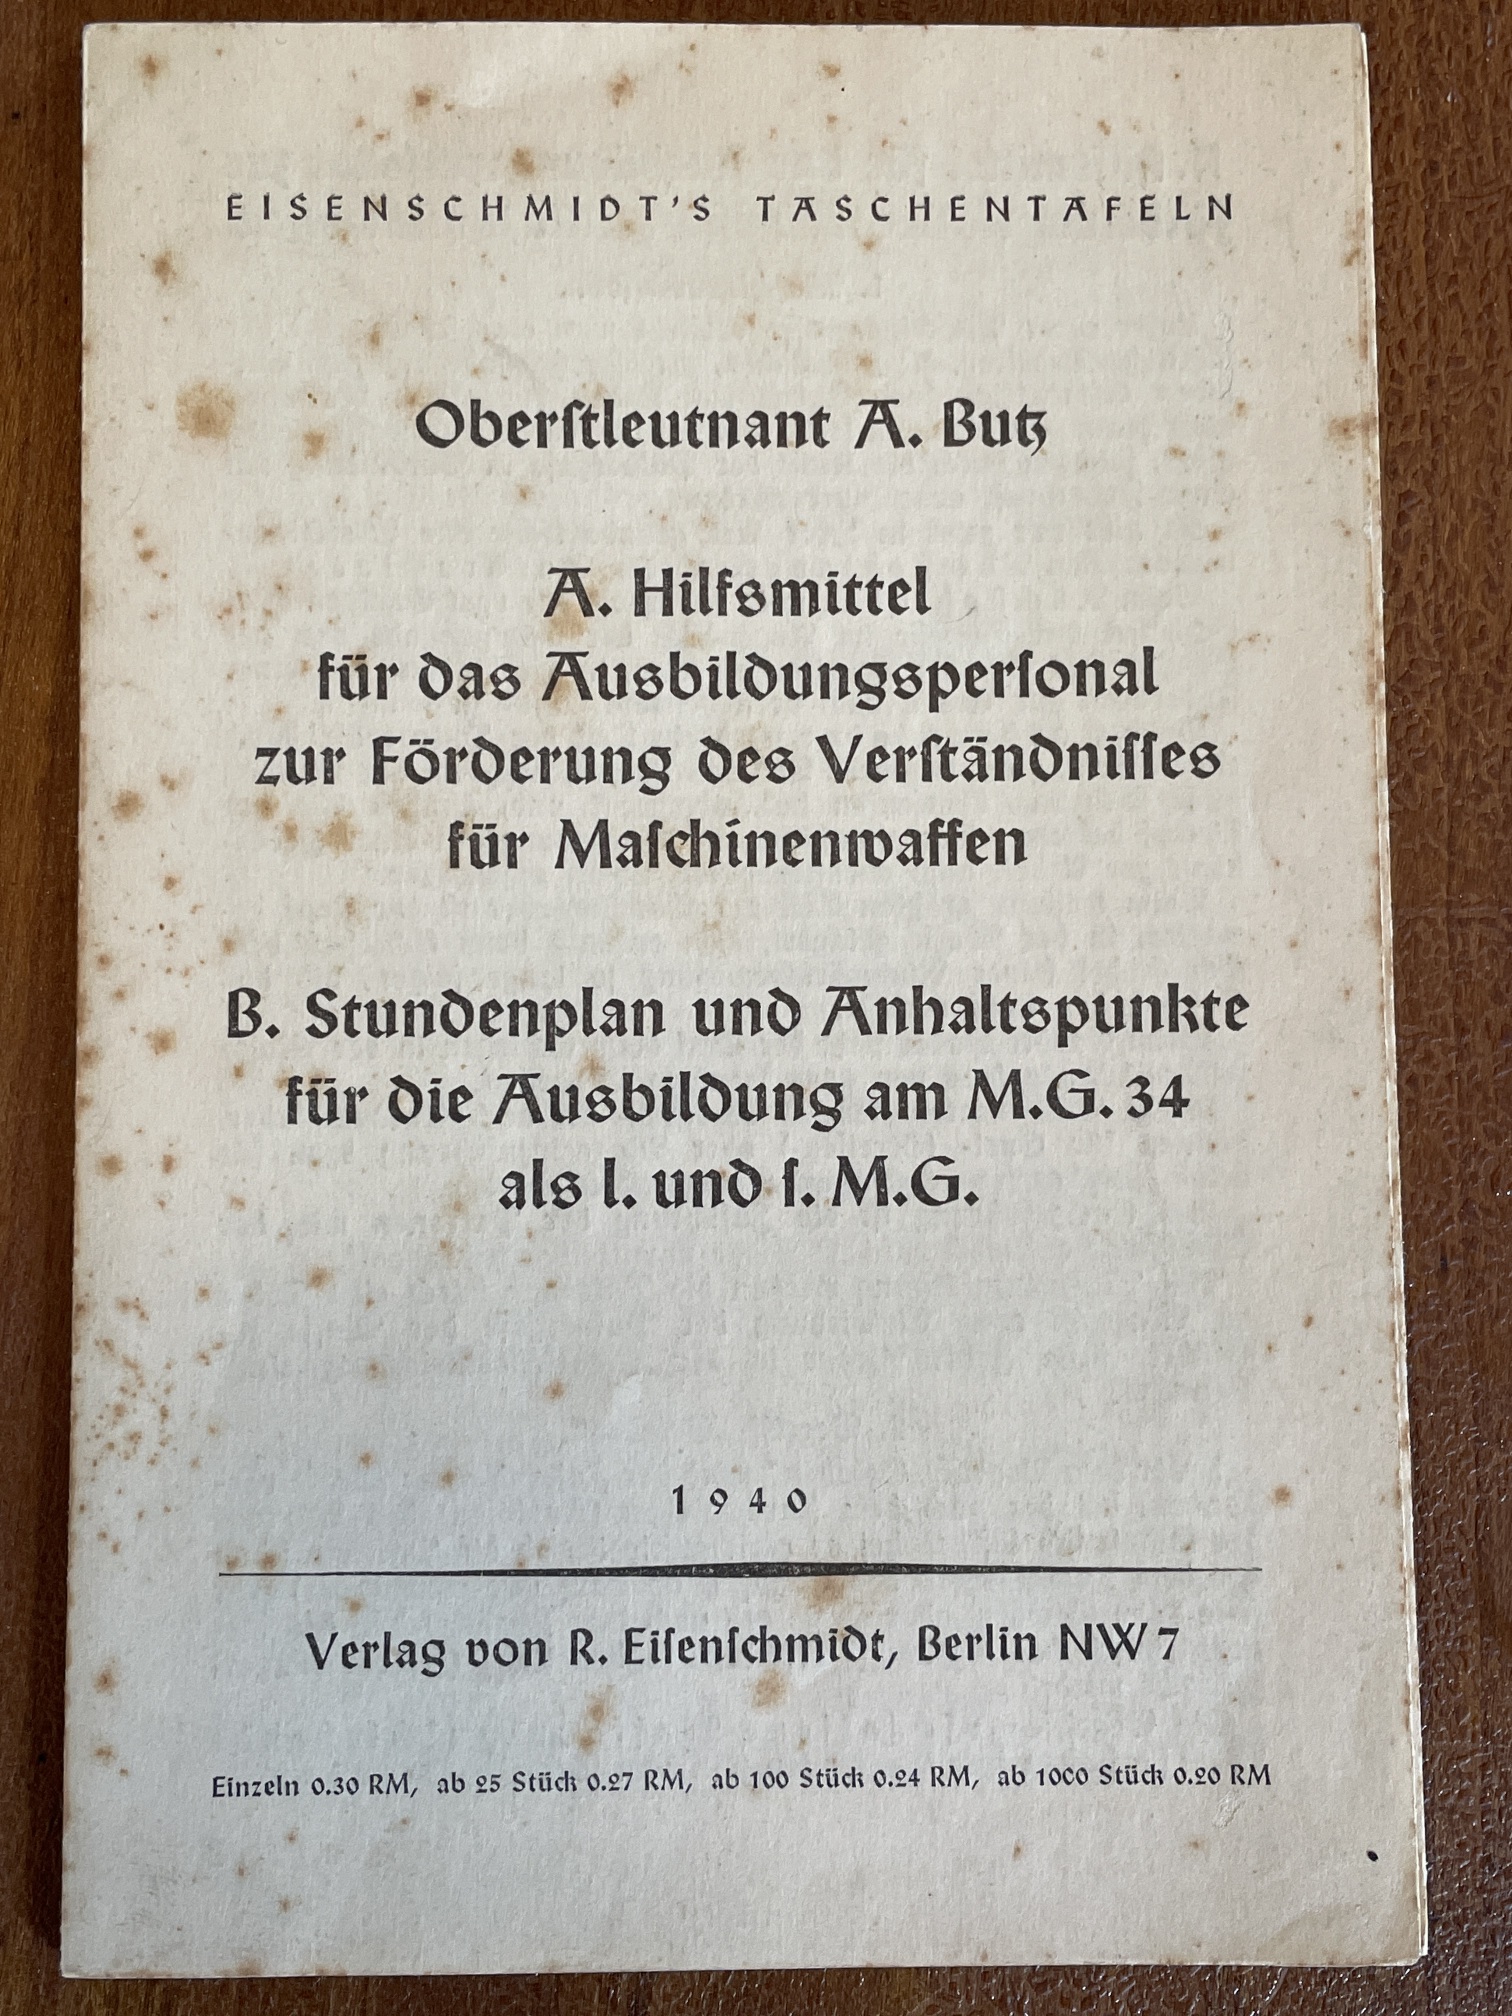 EISENSCHMIDT'S TASCHENTAFELN
Oberſtleutnant A. Butz
A. Hilfsmittel
für das Ausbildungsperſonal
zur Förderung des Verſtändniſſes
für Maſchinenwaffen
B. Stundenplan und Anhaltspunkte
für die Ausbildung am M.G. 34
als l. und ſ. M.G.
1940
Verlag von R. Eiſenſchmidt, Berlin NW 7
Einzeln 0.30 RM, ab 25 Stück 0.27 RM, ab 100 Stück 0.24 RM, ab 1000 Stück 0.20 RM